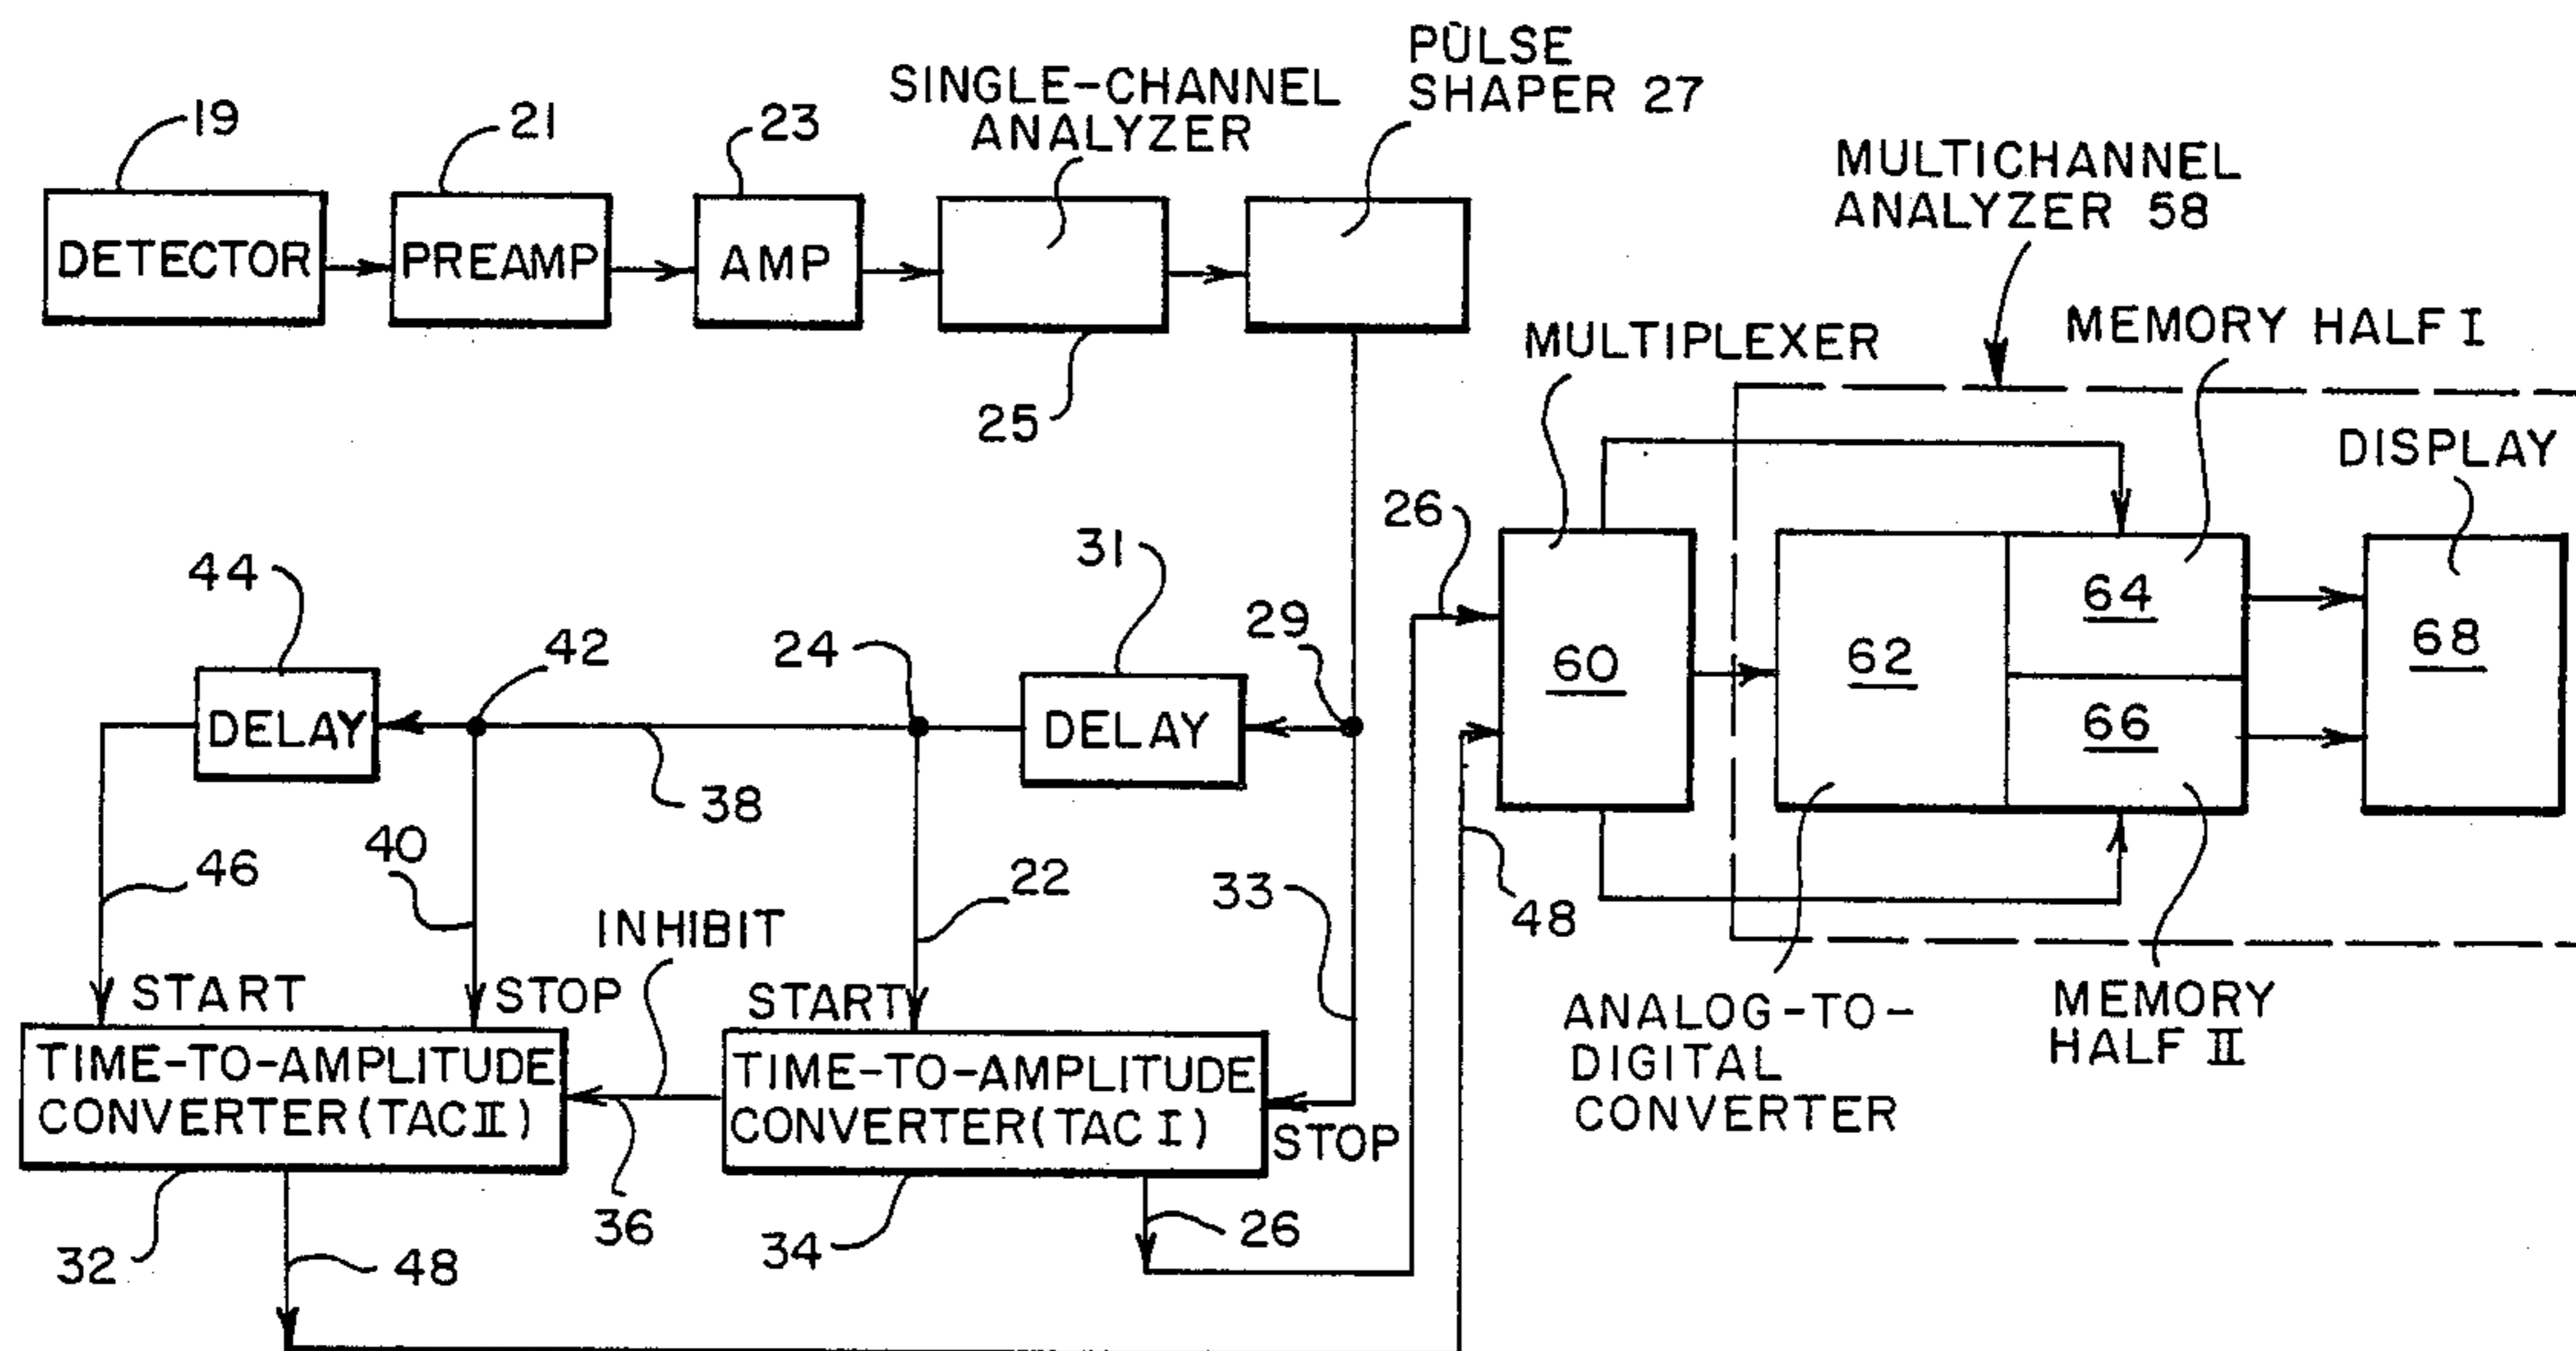 PULSE
SHAPER 27
SINGLE-CHANNEL
ANALYZER
19
21
23
MULTICHANNEL
ANALYZER 58
DETECTOR
PREAMP
AMP
MEMORY HALF I
MULTIPLEXER
25
DISPLAY
26
31
44
29
24
42
64
60
62
68
66
DELAY
DELAY
38
40
46
22
33
48
INHIBIT
START
STOP
START
ANALOG-TO-
DIGITAL
CONVERTER
MEMORY
HALF II
TIME-TO-AMPLITUDE
CONVERTER (TAC II)
TIME-TO-AMPLITUDE
CONVERTER (TAC I)
STOP
36
34
26
32
48